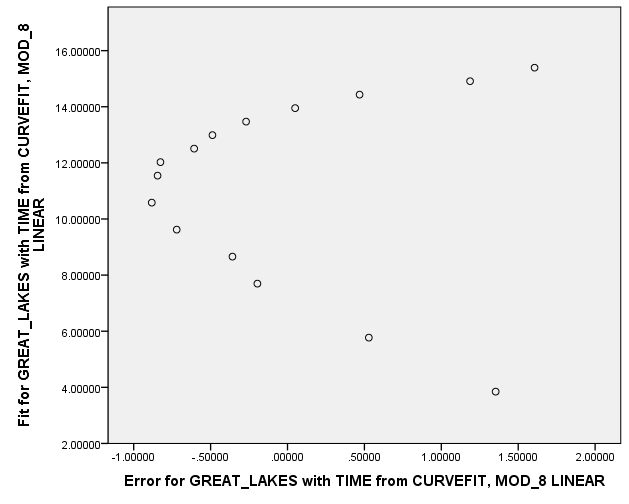 Fit for GREAT_LAKES with TIME from CURVEFIT, MOD_8
LINEAR
16.00000
14.00000
12.00000
10.00000
8.00000
6.00000
4.00000
2.00000
-1.00000 -.50000 .00000 .50000 1.00000 1.50000 2.00000
Error for GREAT_LAKES with TIME from CURVEFIT, MOD_8 LINEAR